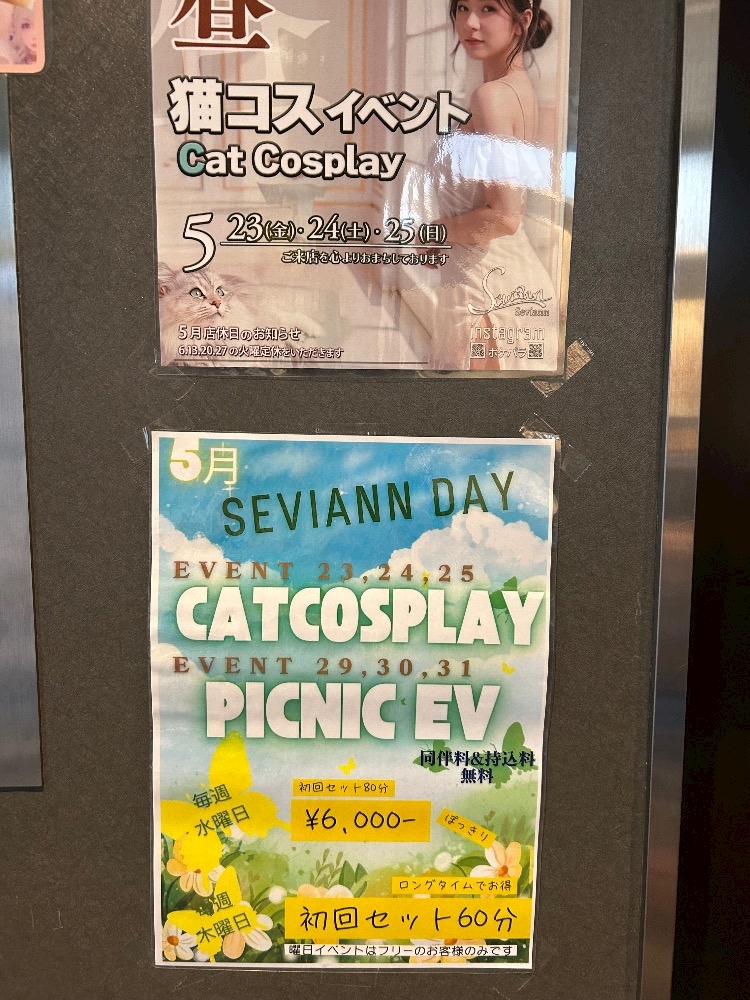 昼
猫コスイベント
Cat Cosplay
5 23(金)・24(土)・25(日)
ご来店を心よりおまちしております
Seviann
Seviann
5月店休日のお知らせ
6.13.20.27の火曜定休をいただきます
instagram
ポケパラ
5月
SEVIANN DAY
EVENT 23,24,25
CATCOSPLAY
EVENT 29,30,31
PICNIC EV
同伴料&持込料
無料
毎週
水曜日
初回セット80分
¥6,000-
ぽっきり
週
木曜日
ロングタイムでお得
初回セット60分
曜日イベントはフリーのお客様のみです